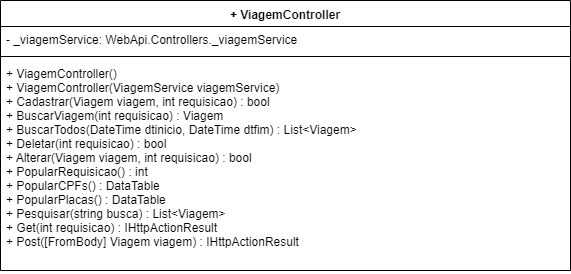 + ViagemController
- _viagemService: WebApi.Controllers._viagemService
+ ViagemController()
+ ViagemController(ViagemService viagemService)
+ Cadastrar(Viagem viagem, int requisicao) : bool
+ BuscarViagem(int requisicao) : Viagem
+ BuscarTodos(DateTime dtinicio, DateTime dtfim) : List<Viagem>
+ Deletar(int requisicao) : bool
+ Alterar(Viagem viagem, int requisicao) : bool
+ PopularRequisicao() : int
+ PopularCPFs() : DataTable
+ PopularPlacas() : DataTable
+ Pesquisar(string busca) : List<Viagem>
+ Get(int requisicao) : IHttpActionResult
+ Post([FromBody] Viagem viagem) : IHttpActionResult